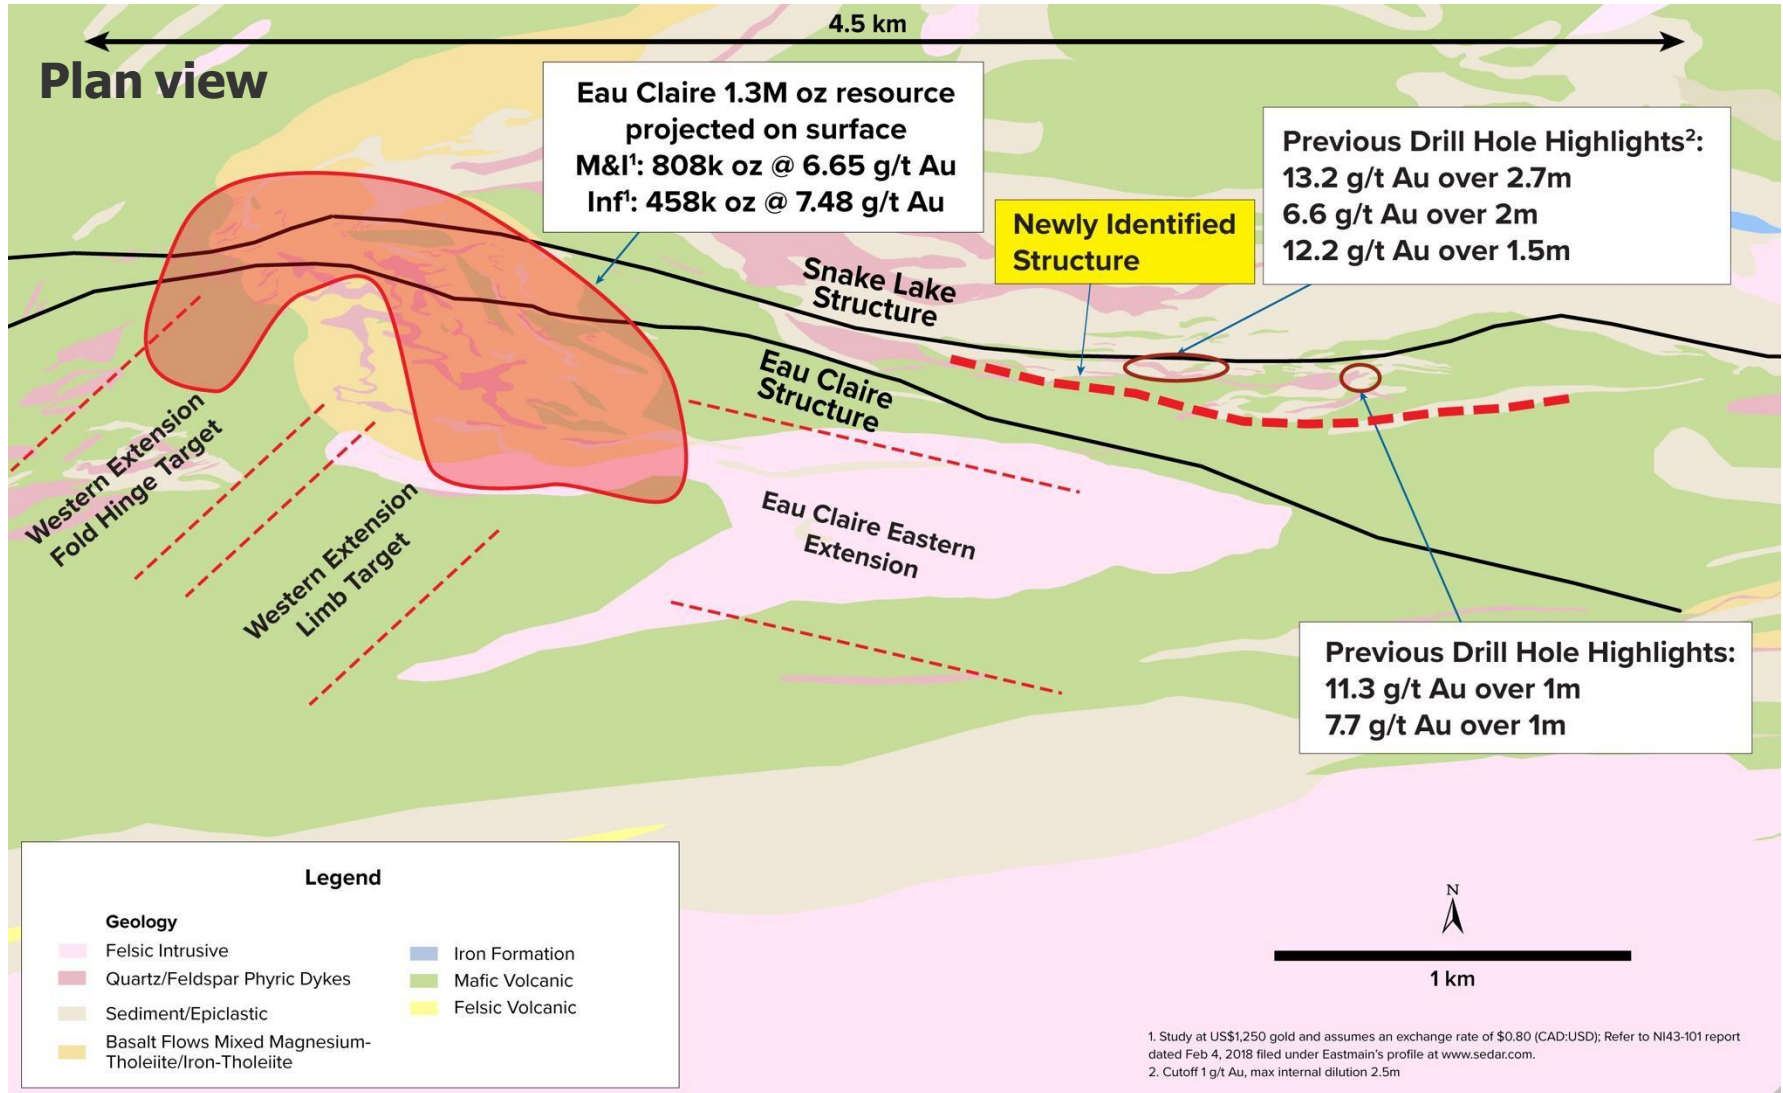 4.5 km
Plan view
Eau Claire 1.3M oz resource
projected on surface
M&I¹: 808k oz @ 6.65 g/t Au
Inf¹: 458k oz @ 7.48 g/t Au
Previous Drill Hole Highlights²:
13.2 g/t Au over 2.7m
6.6 g/t Au over 2m
12.2 g/t Au over 1.5m
Newly Identified
Structure
Snake Lake
Structure
Eau Claire
Structure
Western Extension
Fold Hinge Target
Western Extension
Limb Target
Eau Claire Eastern
Extension
Previous Drill Hole Highlights:
11.3 g/t Au over 1m
7.7 g/t Au over 1m
Legend
Geology
Felsic Intrusive
Quartz/Feldspar Phyric Dykes
Sediment/Epiclastic
Basalt Flows Mixed Magnesium-
Tholeiite/Iron-Tholeiite
Iron Formation
Mafic Volcanic
Felsic Volcanic
N
1 km
1. Study at US$1,250 gold and assumes an exchange rate of $0.80 (CAD:USD); Refer to NI43-101 report
dated Feb 4, 2018 filed under Eastmain's profile at www.sedar.com.
2. Cutoff 1 g/t Au, max internal dilution 2.5m